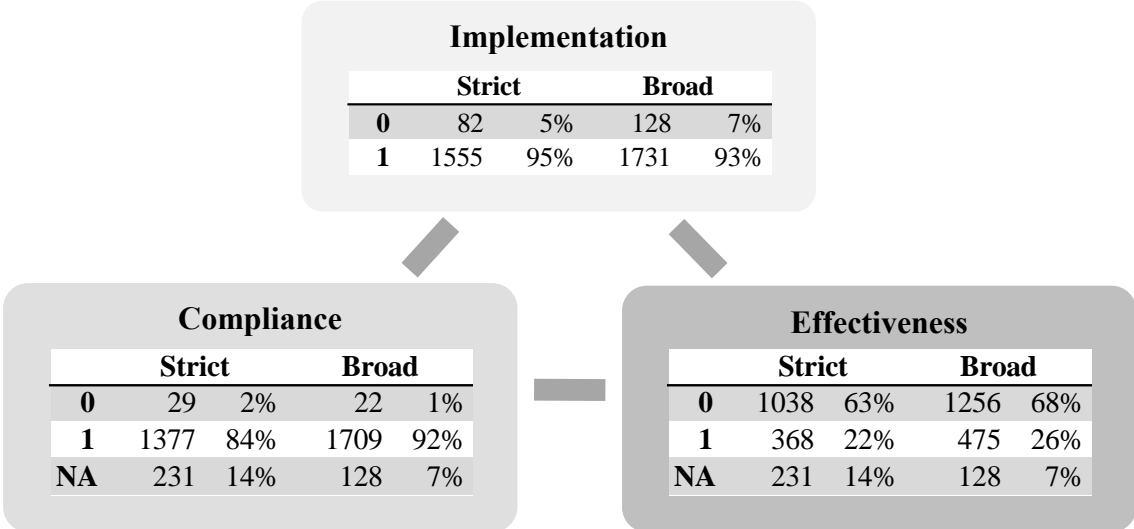 Implementation
Strict Broad
0 82 5% 128 7%
1 1555 95% 1731 93%
Compliance
Strict Broad
0 29 2% 22 1%
1 1377 84% 1709 92%
NA 231 14% 128 7%
Effectiveness
Strict Broad
0 1038 63% 1256 68%
1 368 22% 475 26%
NA 231 14% 128 7%